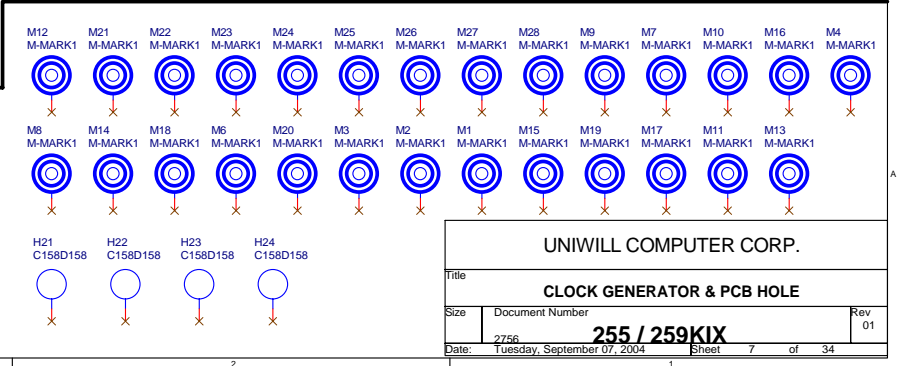 M12 M21 M22 M23 M24 M25 M26 M27 M28 M9 M7 M10 M16 M4
M-MARK1 M-MARK1 M-MARK1 M-MARK1 M-MARK1 M-MARK1 M-MARK1 M-MARK1 M-MARK1 M-MARK1 M-MARK1 M-MARK1 M-MARK1 M-MARK1
M8 M14 M18 M6 M20 M3 M2 M1 M15 M19 M17 M11 M13
M-MARK1 M-MARK1 M-MARK1 M-MARK1 M-MARK1 M-MARK1 M-MARK1 M-MARK1 M-MARK1 M-MARK1 M-MARK1 M-MARK1 M-MARK1
A
H21 H22 H23 H24
C158D158 C158D158 C158D158 C158D158
UNIWILL COMPUTER CORP.
Title
CLOCK GENERATOR & PCB HOLE
Size Document Number Rev
01
2756 255 / 259KIX
Date: Tuesday, September 07, 2004 Sheet 7 of 34
2 1